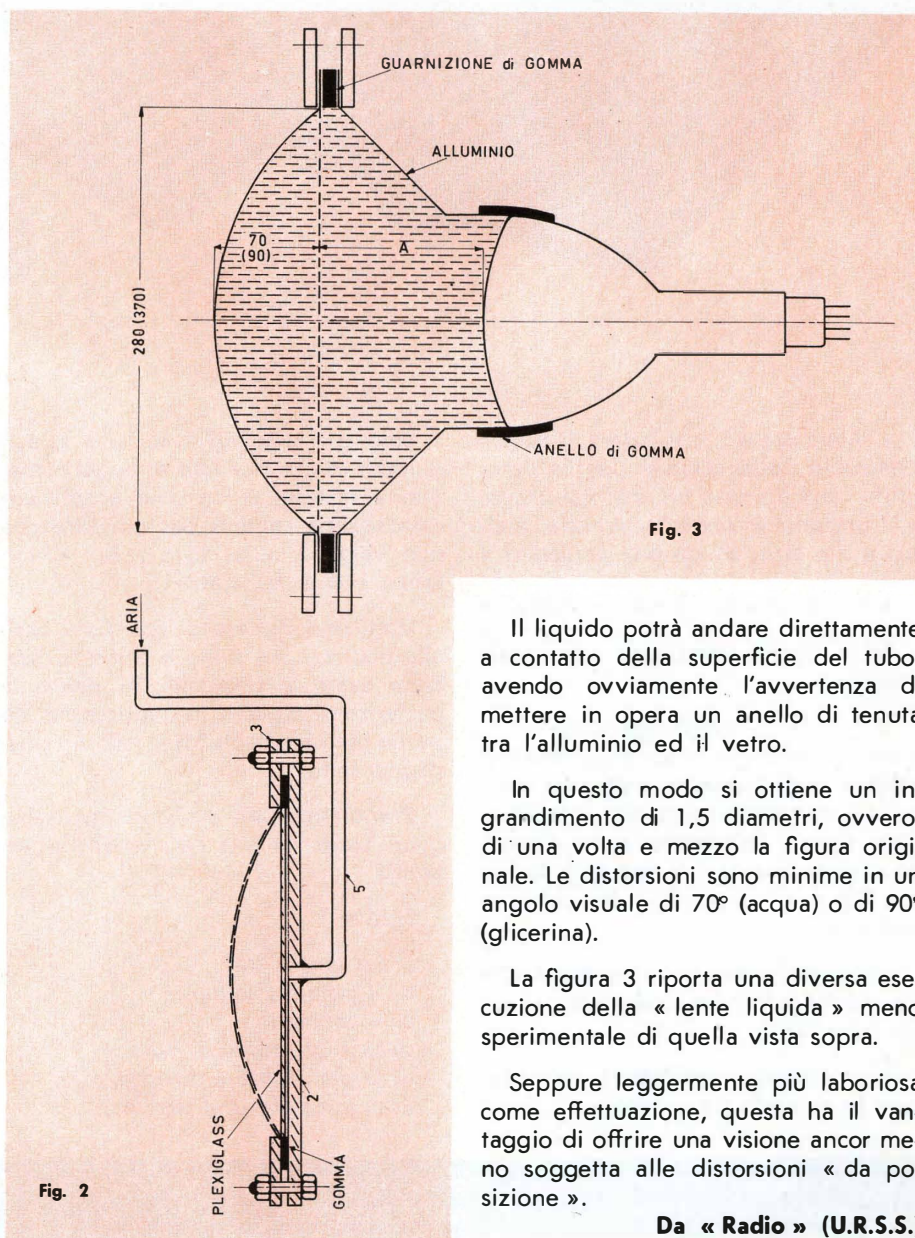 GUARNIZIONE di GOMMA
ALLUMINIO
70
(90)
A
280 (370)
ANELLO di GOMMA
Fig. 3
ARIA
3
5
2
PLEXIGLASS
GOMMA
Fig. 2
Il liquido potrà andare direttamente
a contatto della superficie del tubo,
avendo ovviamente l'avvertenza d
mettere in opera un anello di tenuta
tra l'alluminio ed il vetro.
In questo modo si ottiene un in
grandimento di 1,5 diametri, ovvero
di una volta e mezzo la figura origi
nale. Le distorsioni sono minime in un
angolo visuale di 70° (acqua) o di 90°
(glicerina).
La figura 3 riporta una diversa ese
cuzione della « lente liquida » meno
sperimentale di quella vista sopra.
Seppure leggermente più laboriosa
come effettuazione, questa ha il van
taggio di offrire una visione ancor me
no soggetta alle distorsioni « da po
sizione ».
Da « Radio » (U.R.S.S.)